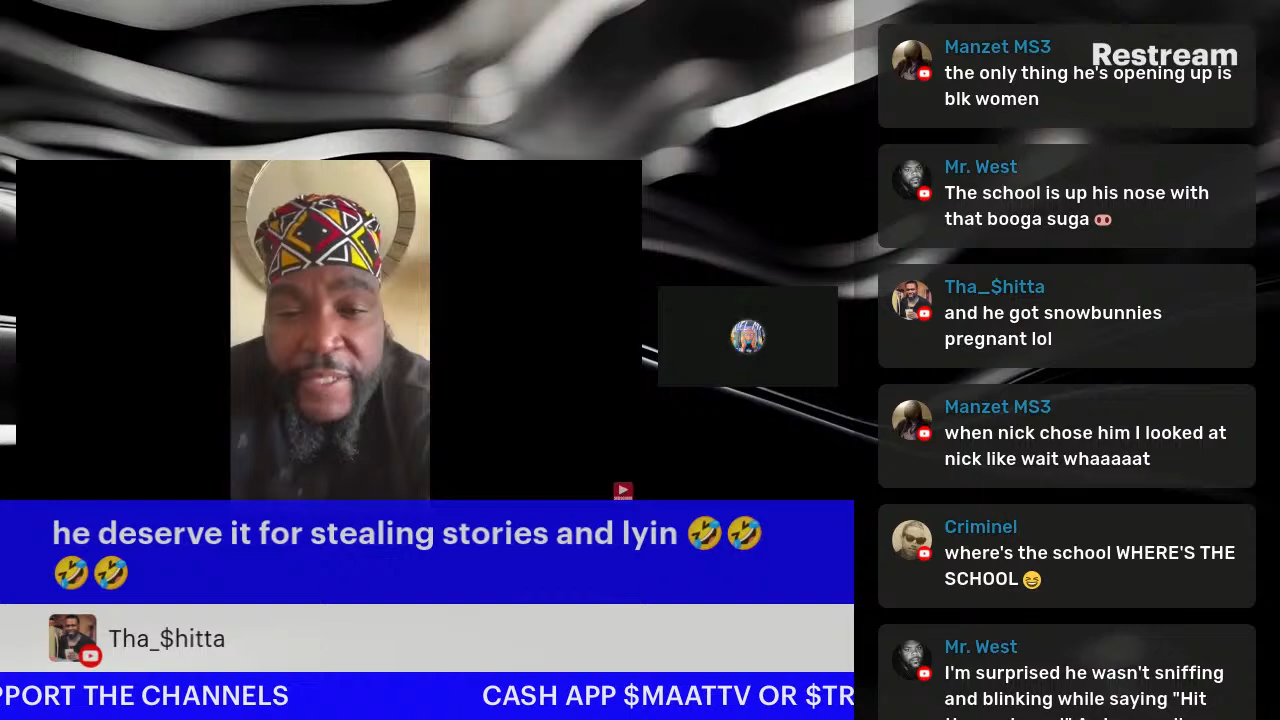 Restream
Manzet MS3
the only thing he's opening up is
blk women
Mr. West
The school is up his nose with
that booga suga 🐽
Tha_$hitta
and he got snowbunnies
pregnant lol
Manzet MS3
when nick chose him I looked at
nick like wait whaaaaat
Criminel
where's the school WHERE'S THE
SCHOOL 😆
Mr. West
I'm surprised he wasn't sniffing
and blinking while saying "Hit
he deserve it for stealing stories and lyin 🤣🤣
🤣🤣
Tha_$hitta
PPORT THE CHANNELS CASH APP $MAATTV OR $TR